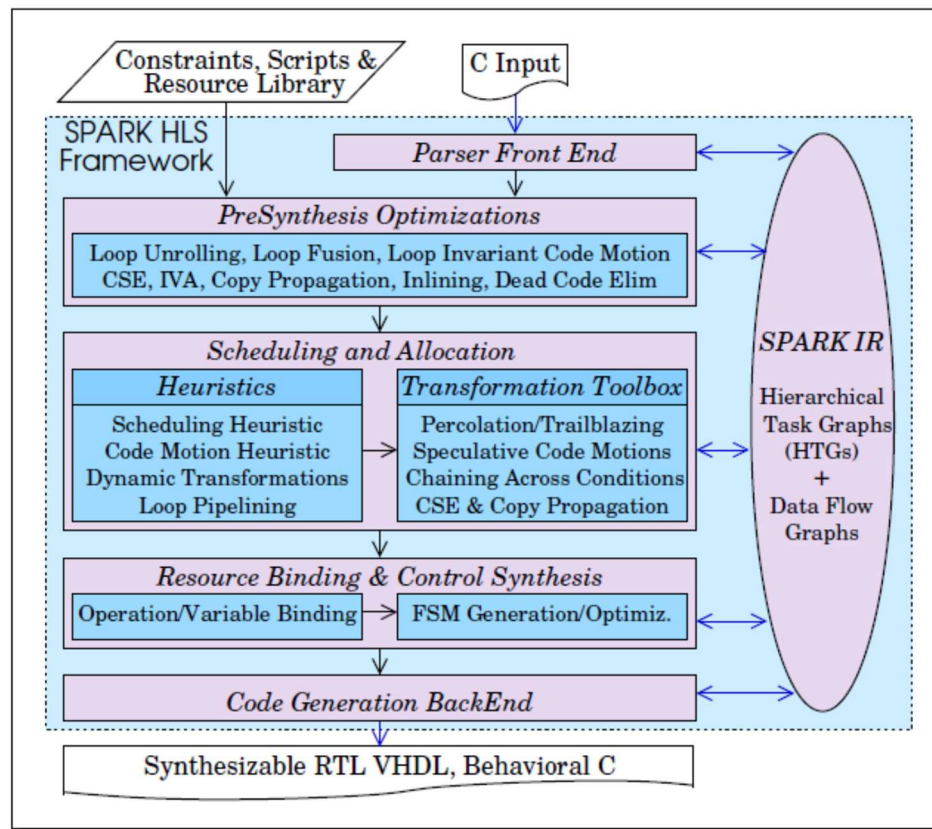 Constraints, Scripts &
Resource Library
C Input
SPARK HLS
Framework
Parser Front End
PreSynthesis Optimizations
Loop Unrolling, Loop Fusion, Loop Invariant Code Motion
CSE, IVA, Copy Propagation, Inlining, Dead Code Elim
Scheduling and Allocation
Heuristics
Scheduling Heuristic
Code Motion Heuristic
Dynamic Transformations
Loop Pipelining
Transformation Toolbox
Percolation/Trailblazing
Speculative Code Motions
Chaining Across Conditions
CSE & Copy Propagation
Resource Binding & Control Synthesis
Operation/Variable Binding
FSM Generation/Optimiz.
Code Generation BackEnd
SPARK IR
Hierarchical
Task Graphs
(HTGs)
+
Data Flow
Graphs
Synthesizable RTL VHDL, Behavioral C